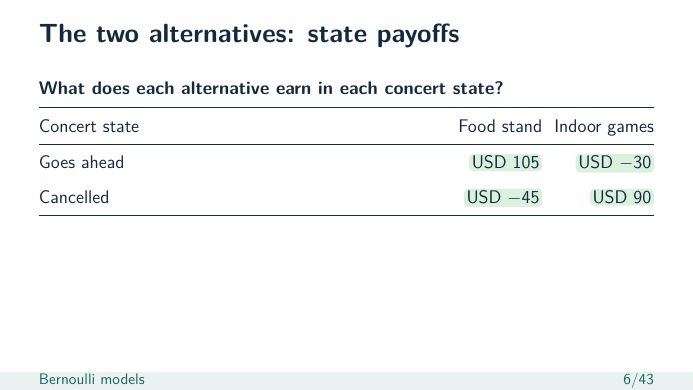 The two alternatives: state payoffs
What does each alternative earn in each concert state?
Concert state Food stand Indoor games
Goes ahead USD 105 USD −30
Cancelled USD −45 USD 90
Bernoulli models 6/43